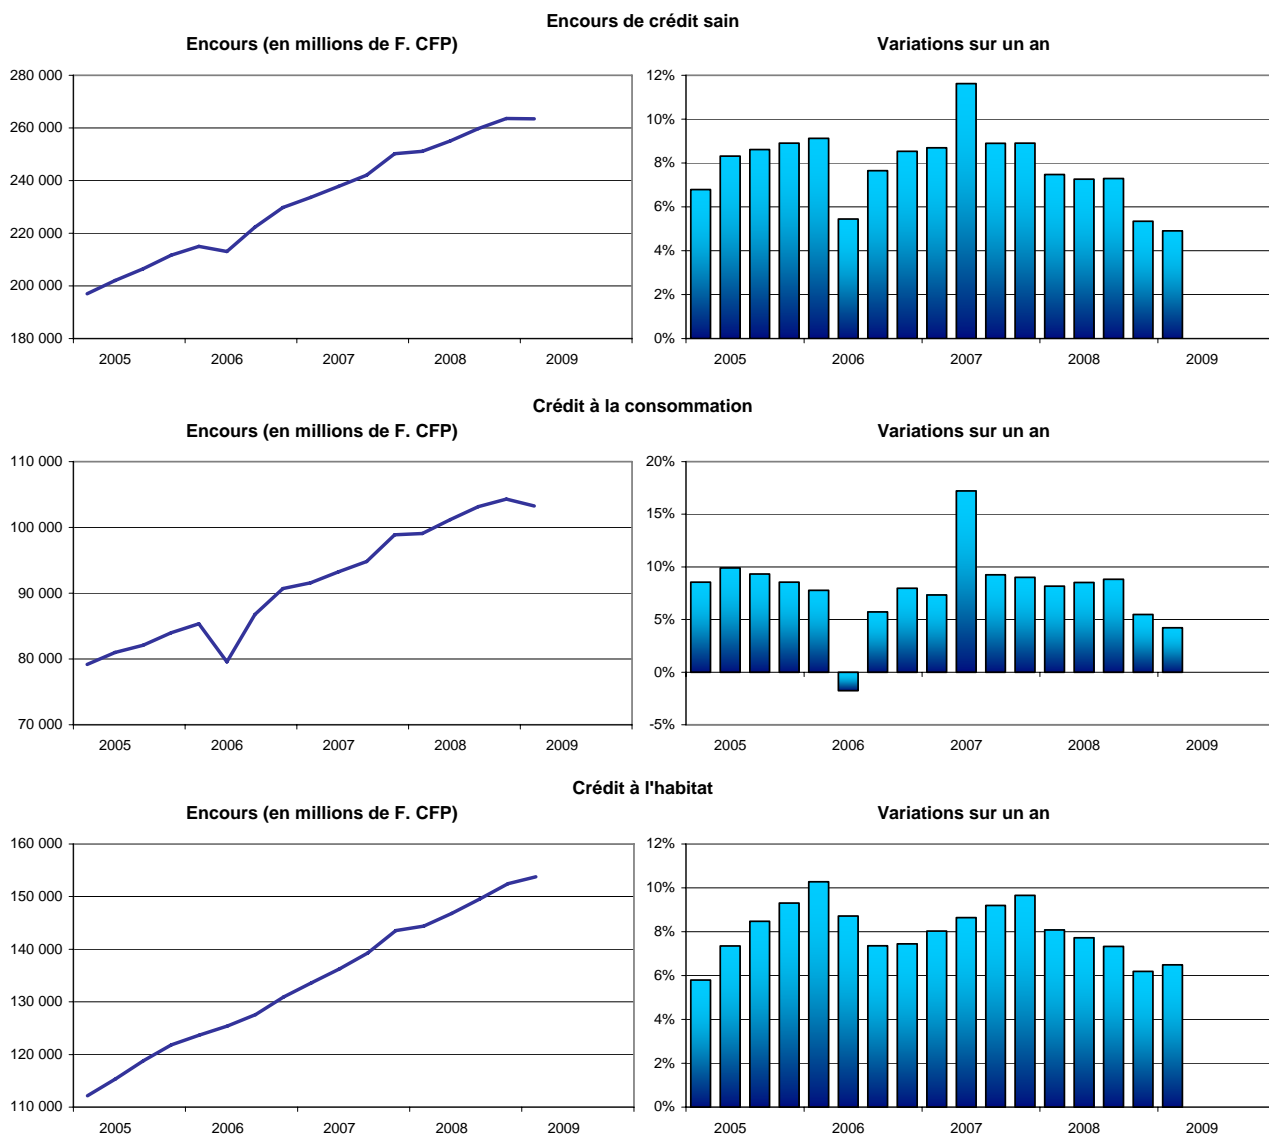 Encours de crédit sain
Encours (en millions de F. CFP)
Variations sur un an
280 000
260 000
240 000
220 000
200 000
180 000
2005 2006 2007 2008 2009
12%
10%
8%
6%
4%
2%
0%
2005 2006 2007 2008 2009
Crédit à la consommation
Encours (en millions de F. CFP)
Variations sur un an
110 000
100 000
90 000
80 000
70 000
2005 2006 2007 2008 2009
20%
15%
10%
5%
0%
-5%
2005 2006 2007 2008 2009
Crédit à l'habitat
Encours (en millions de F. CFP)
Variations sur un an
160 000
150 000
140 000
130 000
120 000
110 000
2005 2006 2007 2008 2009
12%
10%
8%
6%
4%
2%
0%
2005 2006 2007 2008 2009